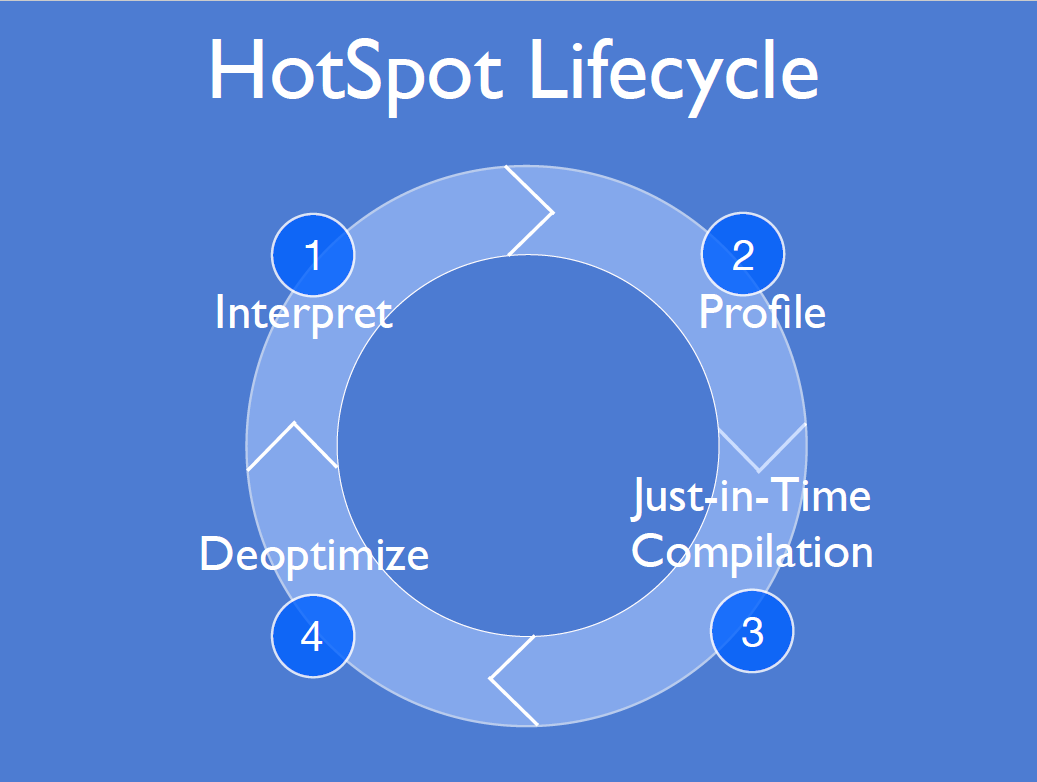 HotSpot Lifecycle
1
Interpret
2
Profile
Just-in-Time
Compilation
3
Deoptimize
4